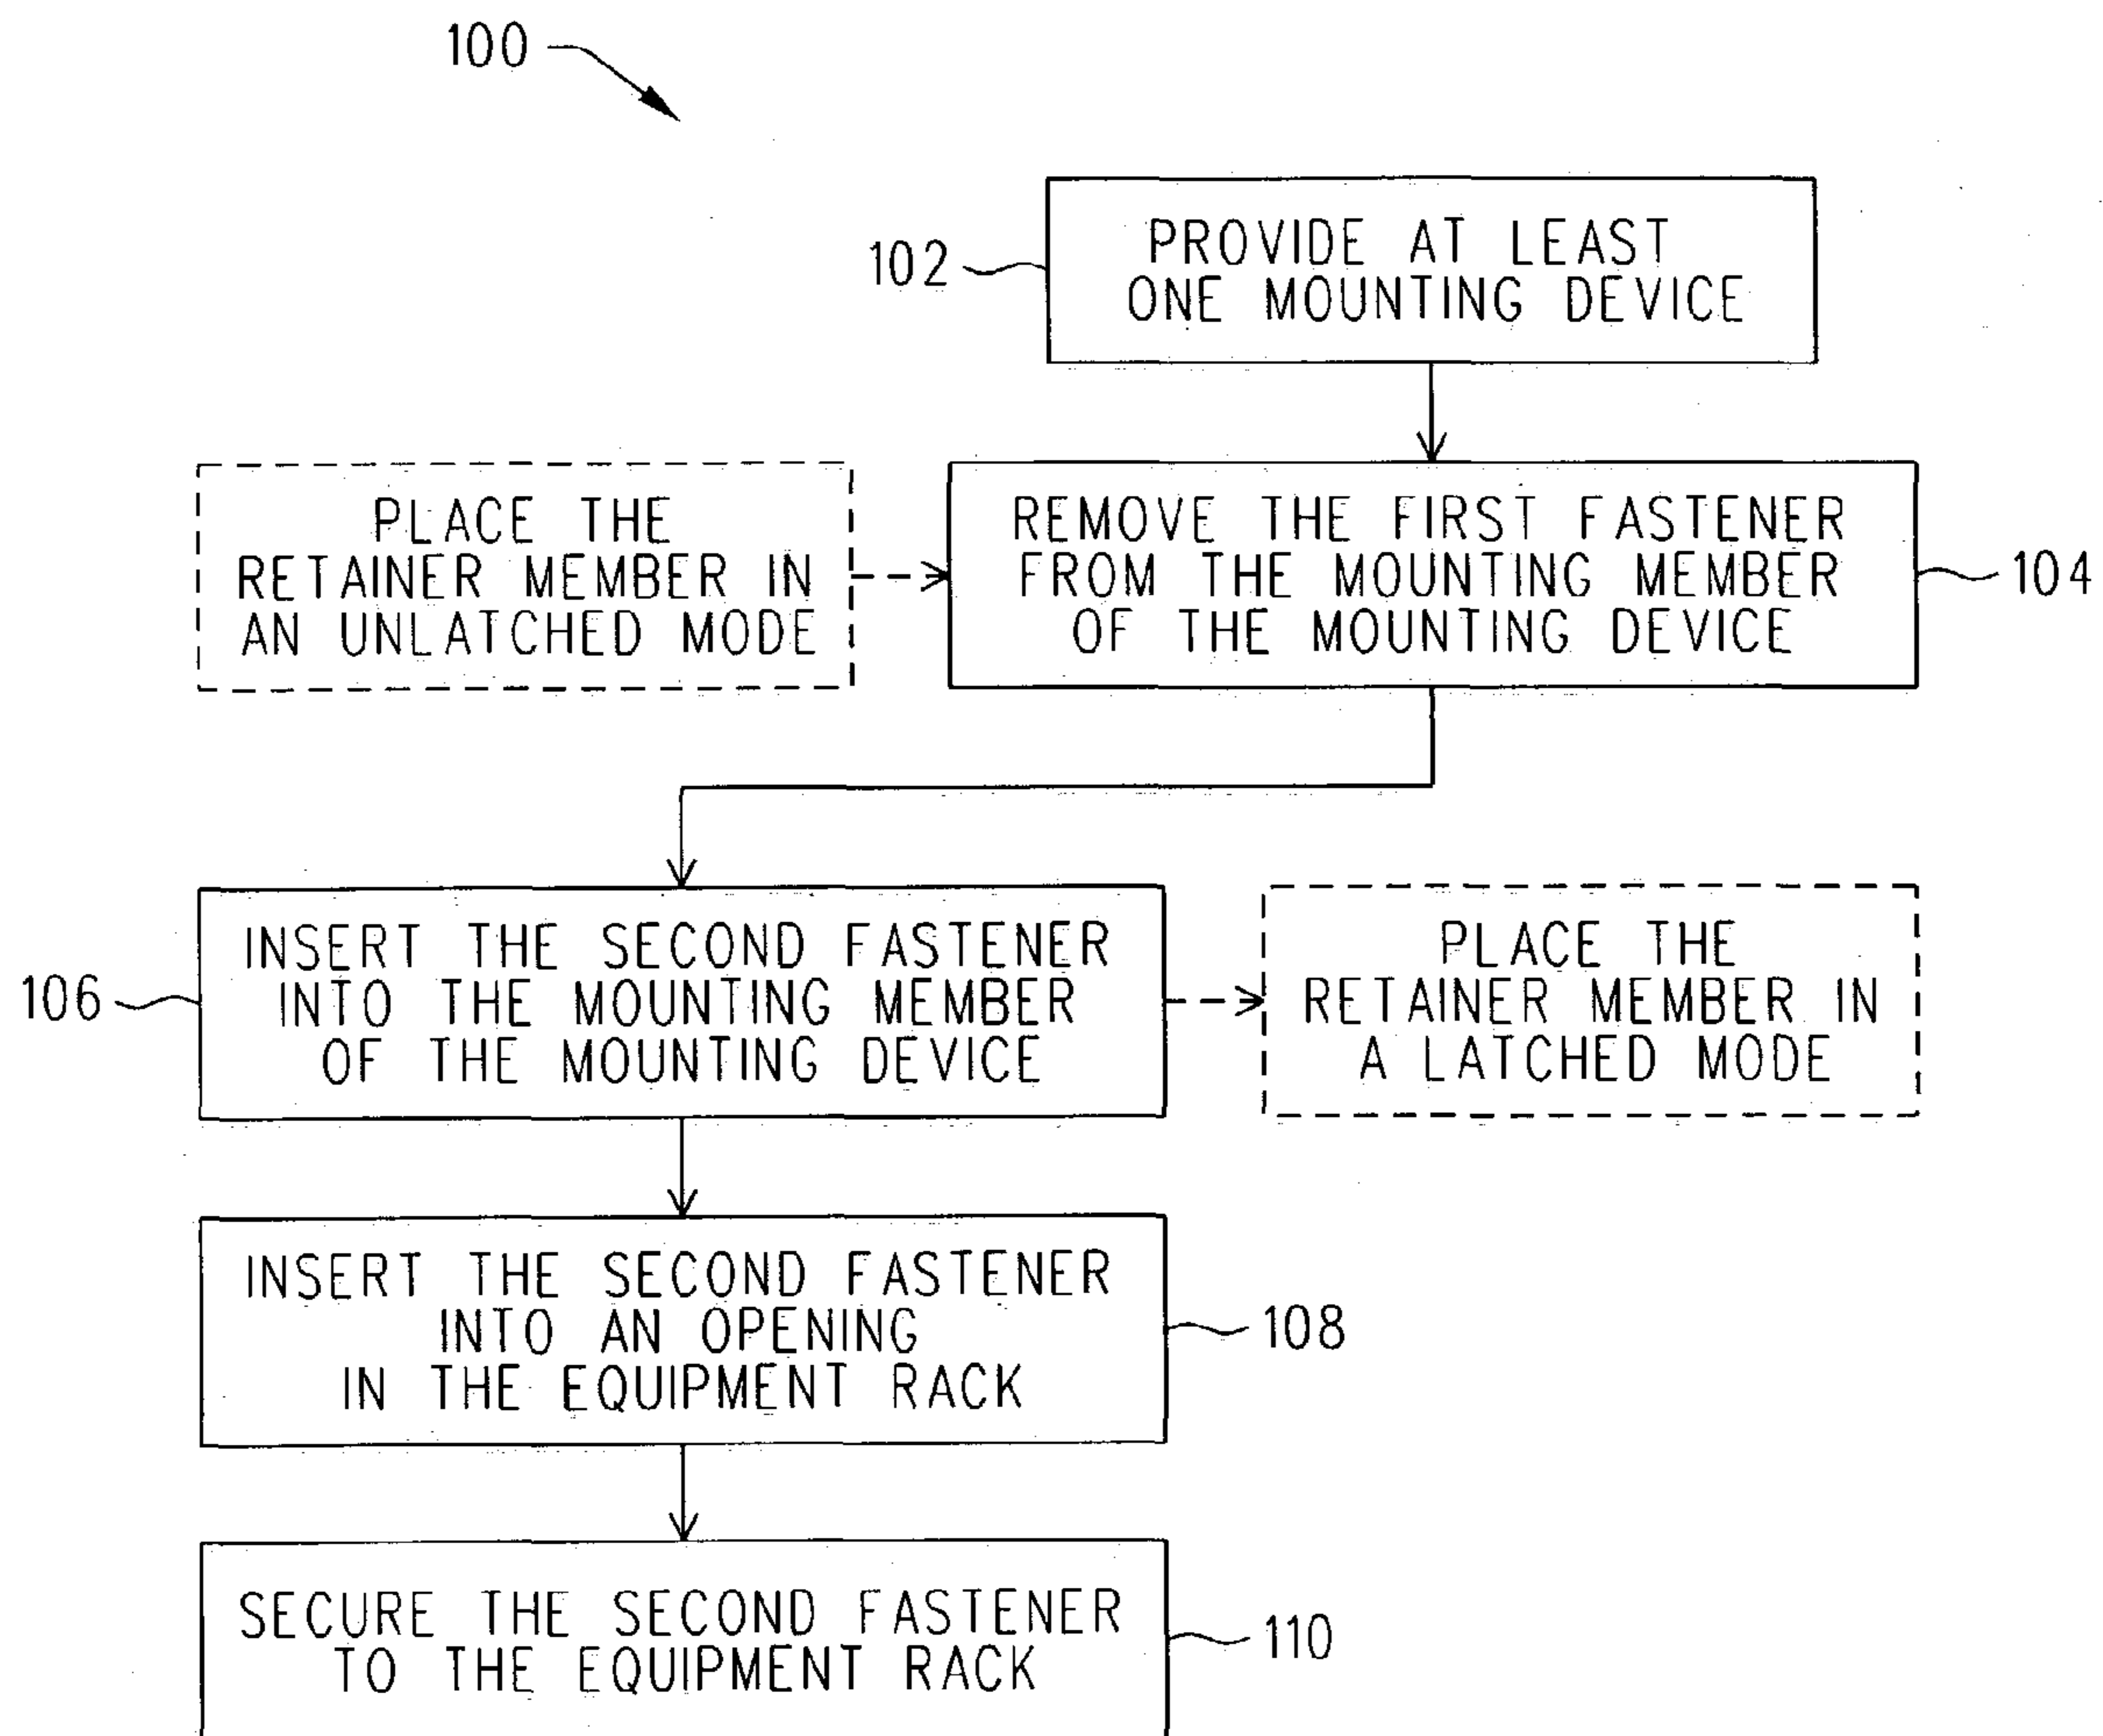 100
102
PROVIDE AT LEAST
ONE MOUNTING DEVICE
PLACE THE
RETAINER MEMBER IN
AN UNLATCHED MODE
REMOVE THE FIRST FASTENER
FROM THE MOUNTING MEMBER
OF THE MOUNTING DEVICE
104
106
INSERT THE SECOND FASTENER
INTO THE MOUNTING MEMBER
OF THE MOUNTING DEVICE
PLACE THE
RETAINER MEMBER IN
A LATCHED MODE
INSERT THE SECOND FASTENER
INTO AN OPENING
IN THE EQUIPMENT RACK
108
SECURE THE SECOND FASTENER
TO THE EQUIPMENT RACK
110